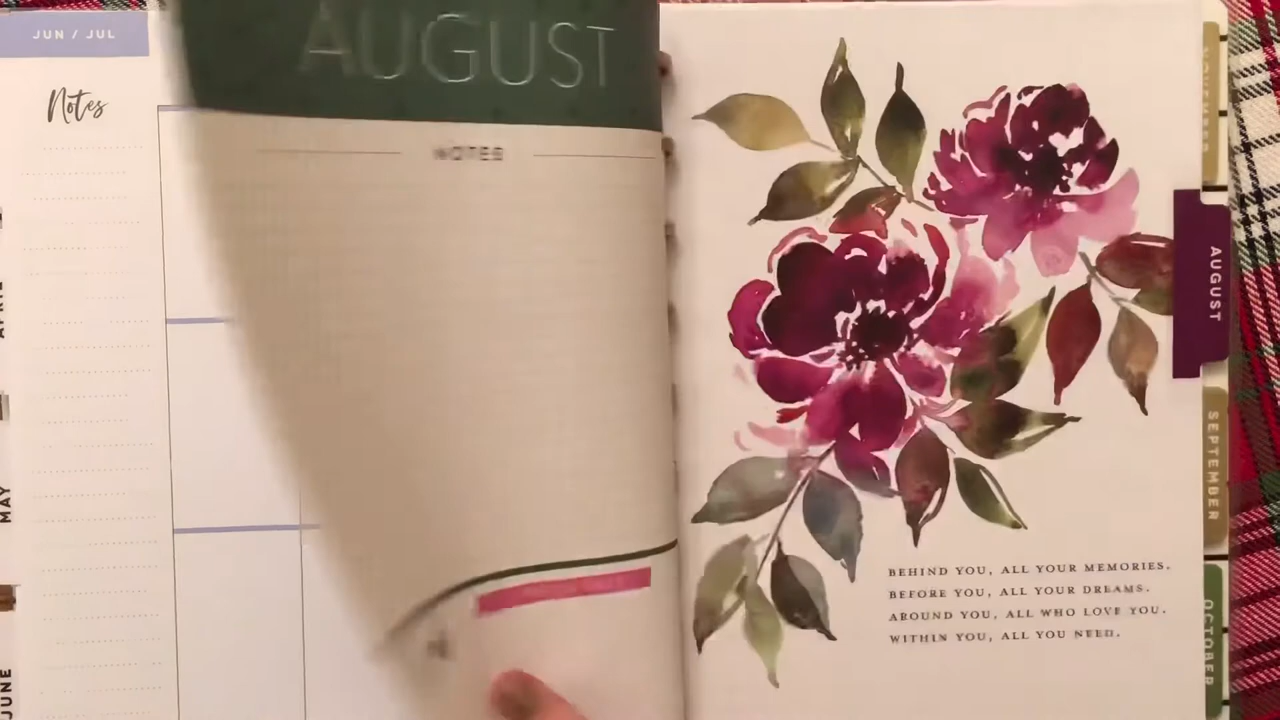 JUN / JUL
Notes
APRIL
MAY
JUNE
AUGUST
NOTES
BEHIND YOU, ALL YOUR MEMORIES.
BEFORE YOU, ALL YOUR DREAMS.
AROUND YOU, ALL WHO LOVE YOU.
WITHIN YOU, ALL YOU NEED.
NOVEMBER
AUGUST
SEPTEMBER
OCTOBER